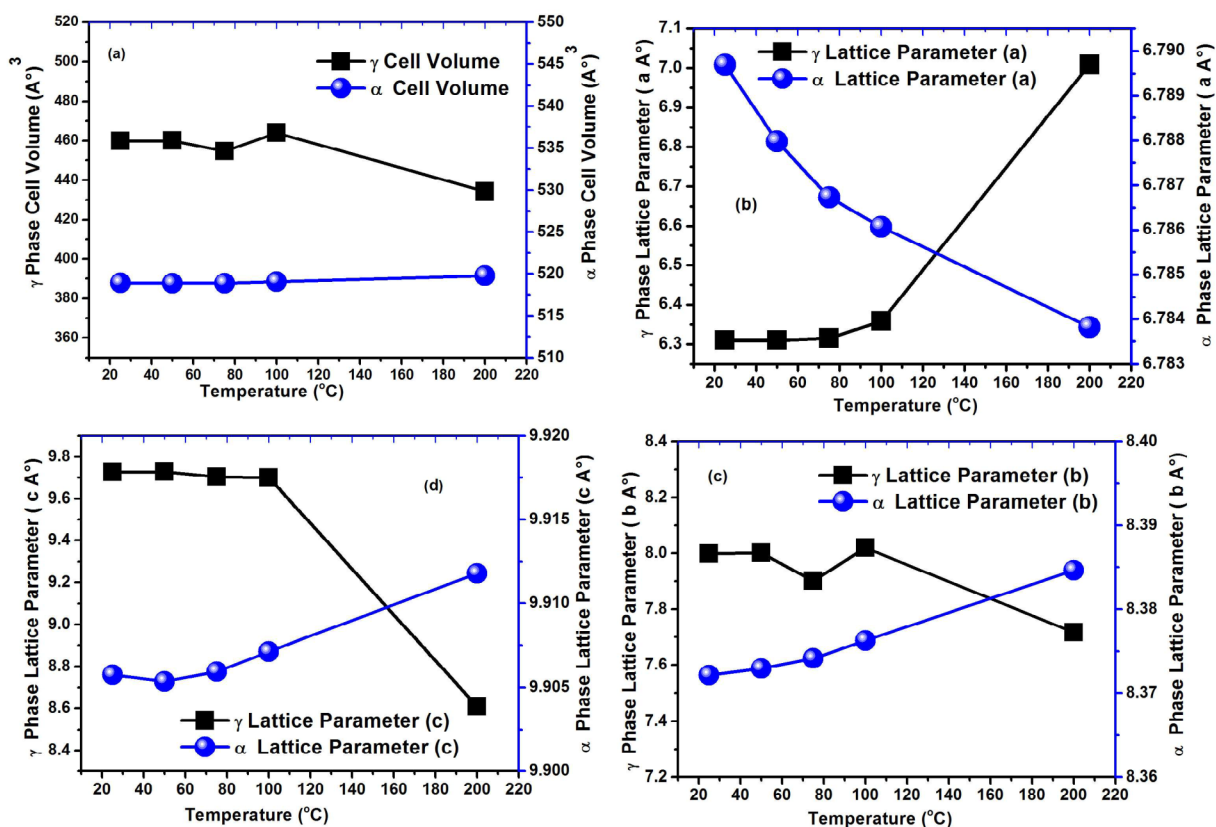 (a)
γ Cell Volume
α Cell Volume
γ Phase Cell Volume (A°)³
α Phase Cell Volume (A°)³
520
500
480
460
440
420
400
380
360
550
545
540
535
530
525
520
515
510
20 40 60 80 100 120 140 160 180 200 220
Temperature (°C)
(b)
γ Lattice Parameter (a)
α Lattice Parameter (a)
γ Phase Lattice Parameter ( a A°)
α Phase Lattice Parameter ( a A°)
7.1
7.0
6.9
6.8
6.7
6.6
6.5
6.4
6.3
6.790
6.789
6.788
6.787
6.786
6.785
6.784
6.783
20 40 60 80 100 120 140 160 180 200 220
Temperature (°C)
(d)
γ Lattice Parameter (c)
α Lattice Parameter (c)
γ Phase Lattice Parameter ( c A°)
α Phase Lattice Parameter (c A°)
9.8
9.6
9.4
9.2
9.0
8.8
8.6
8.4
9.920
9.915
9.910
9.905
9.900
20 40 60 80 100 120 140 160 180 200 220
Temperature (°C)
(c)
γ Lattice Parameter (b)
α Lattice Parameter (b)
γ Phase Lattice Parameter ( b A°)
α Phase Lattice Parameter ( b A°)
8.4
8.2
8.0
7.8
7.6
7.4
7.2
8.40
8.39
8.38
8.37
8.36
20 40 60 80 100 120 140 160 180 200 220
Temperature (°C)